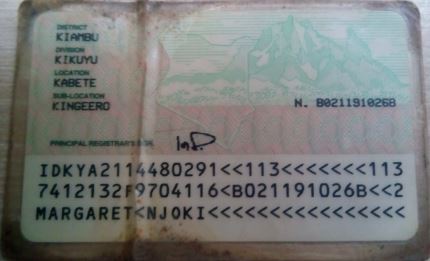 DISTRICT
KIAMBU
DIVISION
KIKUYU
LOCATION
KABETE
SUB-LOCATION
KINGEERO
N. B021191026B
PRINCIPAL REGISTRAR'S SIGN.
IDKYA2114480291<<113<<<<<<<113
7412132F9704116<B021191026B<<2
MARGARET<NJOKI<<<<<<<<<<<<<<<<